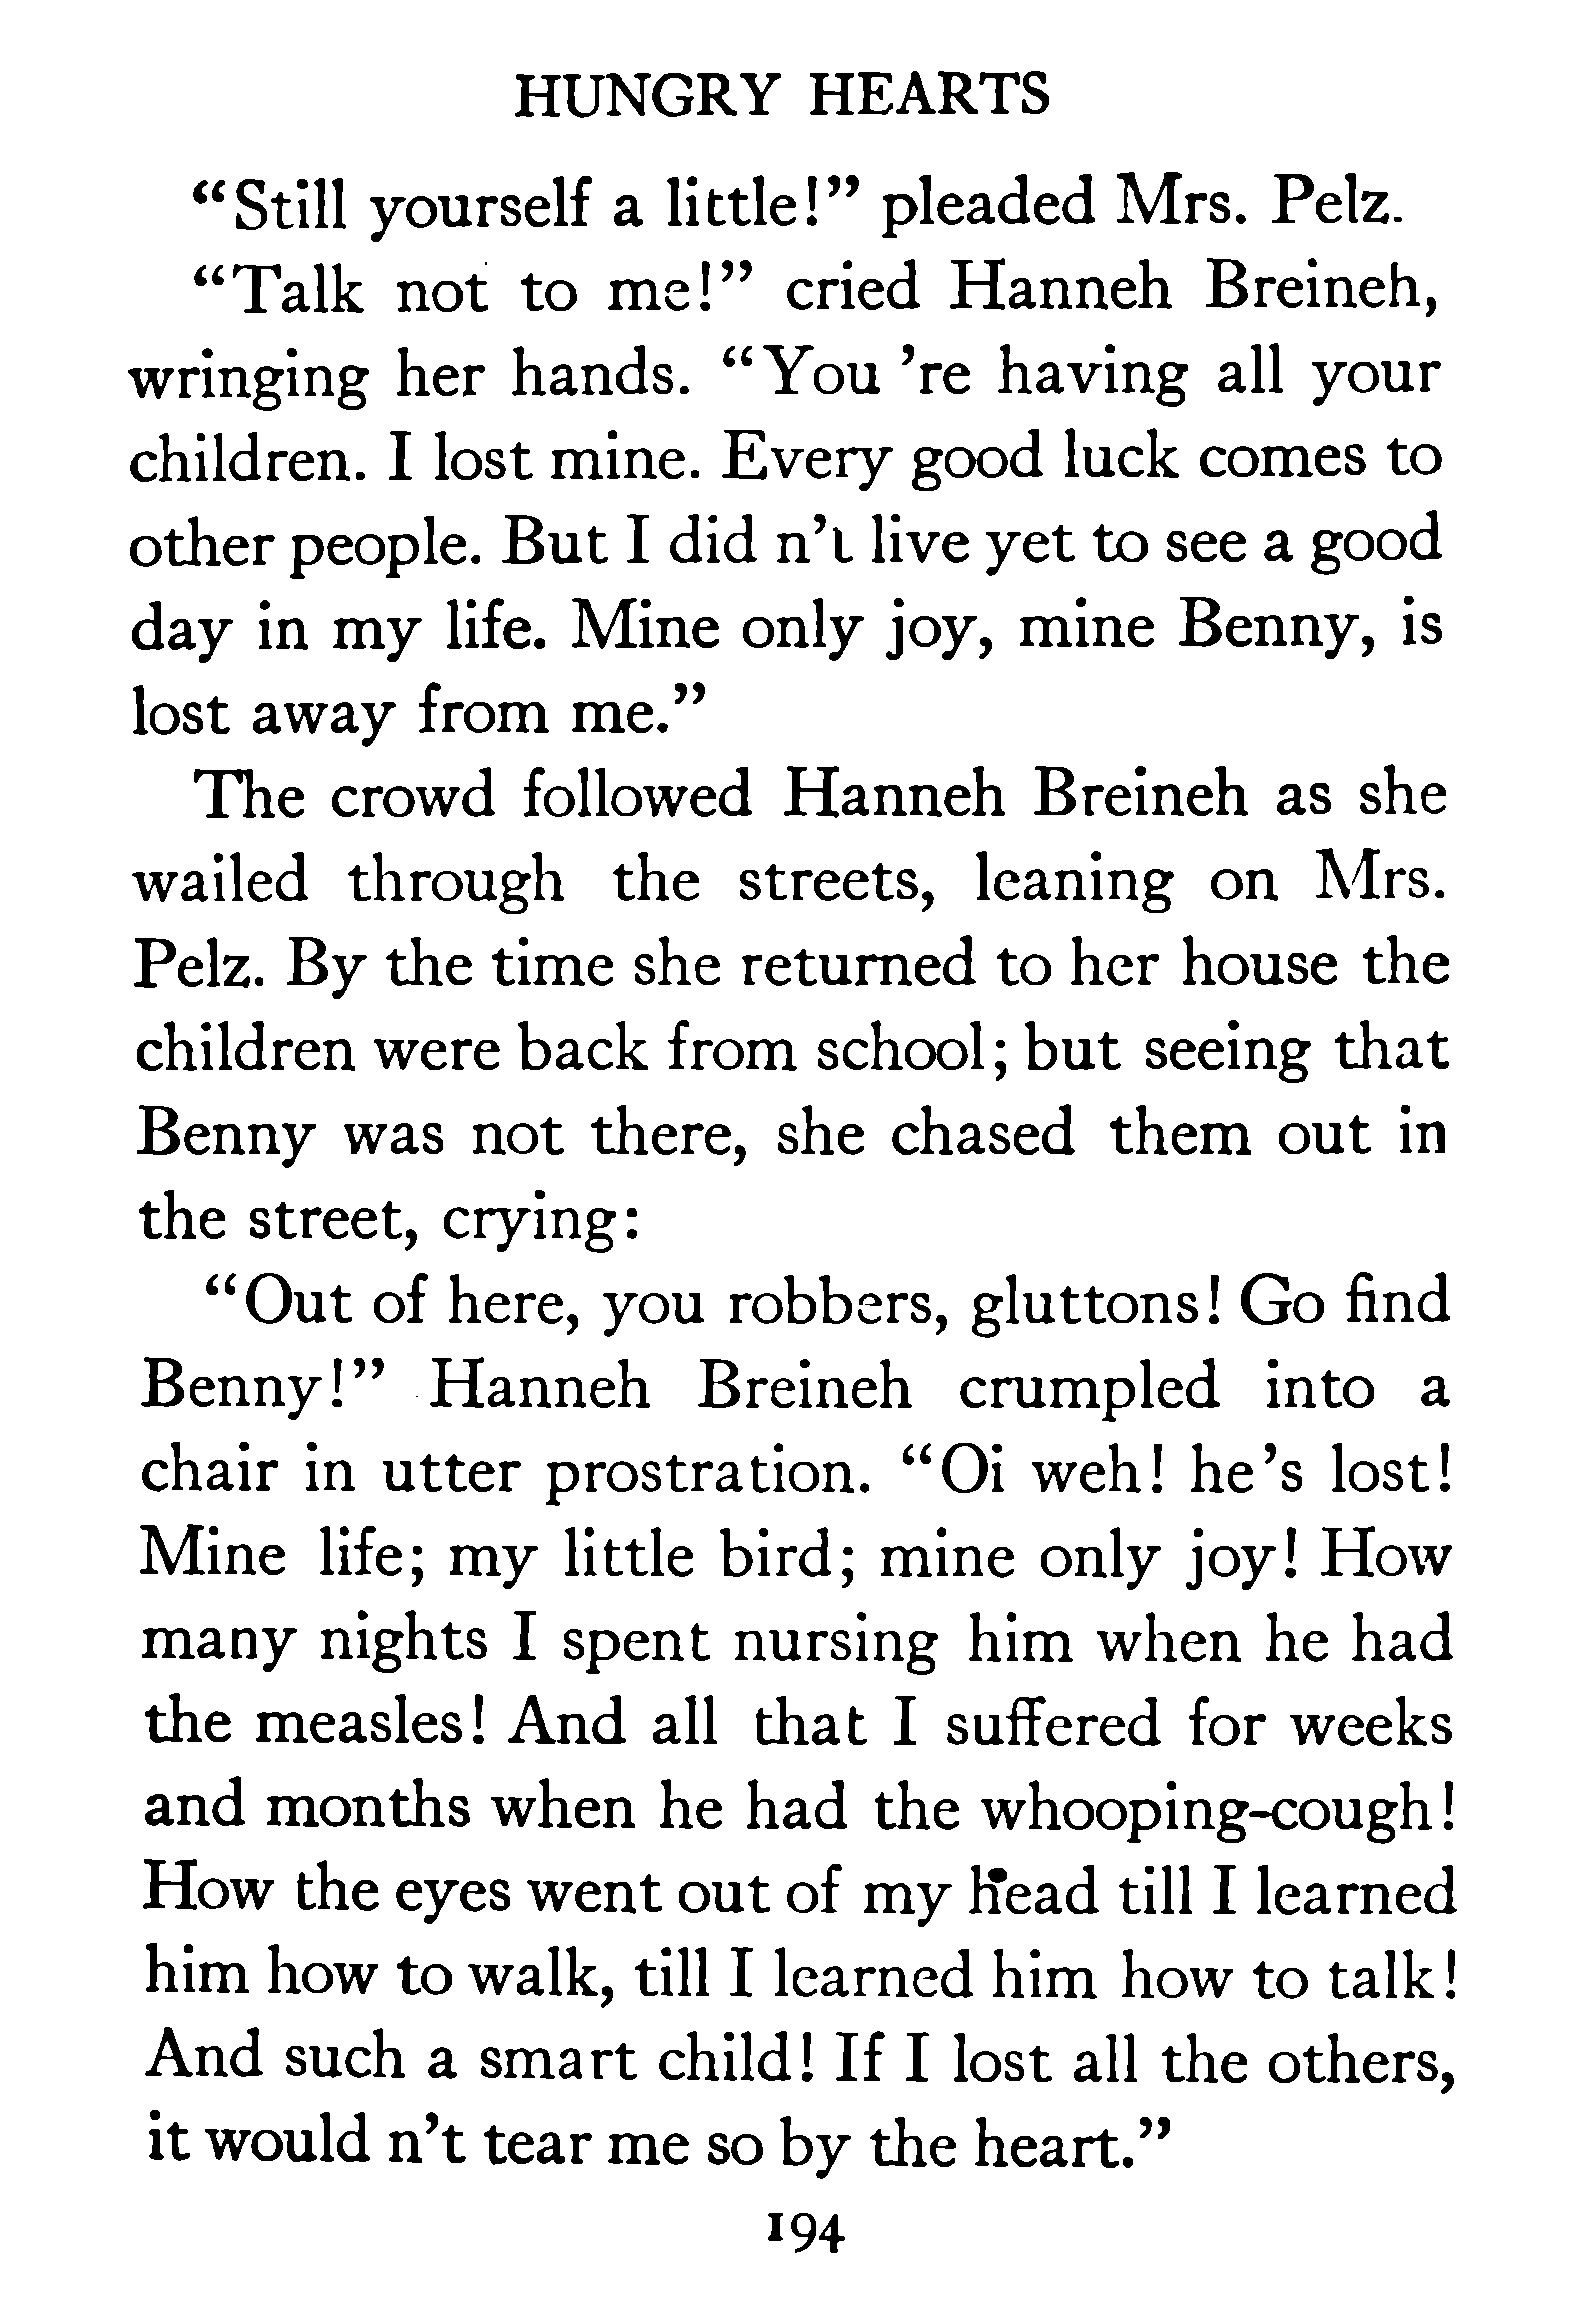 HUNGRY HEARTS
“Still yourself a little!” pleaded Mrs. Pelz.
“Talk not to me!” cried Hanneh Breineh,
wringing her hands. “You ’re having all your
children. I lost mine. Every good luck comes to
other people. But I did n’t live yet to see a good
day in my life. Mine only joy, mine Benny, is
lost away from me.”
The crowd followed Hanneh Breineh as she
wailed through the streets, leaning on Mrs.
Pelz. By the time she returned to her house the
children were back from school; but seeing that
Benny was not there, she chased them out in
the street, crying:
“Out of here, you robbers, gluttons! Go find
Benny!” Hanneh Breineh crumpled into a
chair in utter prostration. “Oi weh! he’s lost!
Mine life; my little bird; mine only joy! How
many nights I spent nursing him when he had
the measles! And all that I suffered for weeks
and months when he had the whooping-cough!
How the eyes went out of my head till I learned
him how to walk, till I learned him how to talk!
And such a smart child! If I lost all the others,
it would n’t tear me so by the heart.”
194